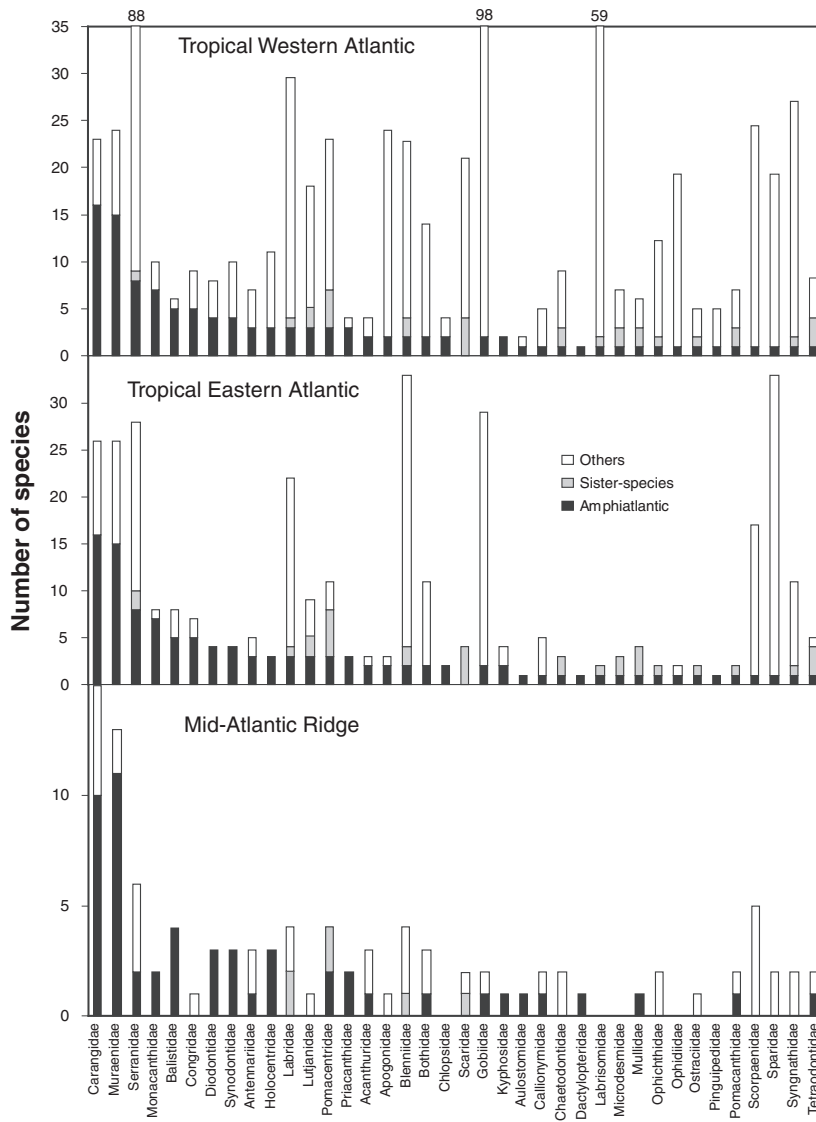 88 98 59
35
Tropical Western Atlantic
30
25
20
15
10
5
0
Tropical Eastern Atlantic
30
25
20
15
10
5
0
Others
Sister-species
Amphiatlantic
Number of species
Mid-Atlantic Ridge
10
5
0
Carangidae
Muraenidae
Serranidae
Monacanthidae
Balistidae
Congridae
Diodontidae
Synodontidae
Antennariidae
Holocentridae
Labridae
Lutjanidae
Pomacentridae
Priacanthidae
Acanthuridae
Apogonidae
Blenniidae
Bothidae
Chlopsidae
Scaridae
Gobiidae
Kyphosidae
Aulostomidae
Callionymidae
Chaetodontidae
Dactylopteridae
Labrisomidae
Microdesmidae
Mullidae
Ophichthidae
Ophidiidae
Ostraciidae
Pinguipedidae
Pomacanthidae
Scorpaenidae
Sparidae
Syngnathidae
Tetraodontidae